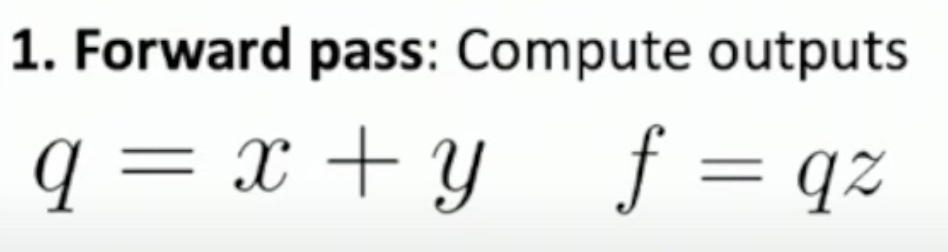 1. Forward pass: Compute outputs
q = x + y f = qz